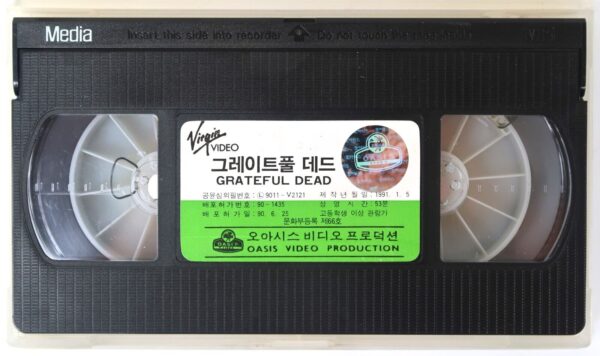 Media Insert this side into recorder Do not touch the tape inside VHS
Virgin
VIDEO
그레이트풀 데드
GRATEFUL DEAD
공윤심의필번호 : Ⓛ9011-V2121 제작년월일 : 1991. 1. 5
배포허가번호 : 90-1435 상영시간 : 53분
배포허가일 : 90. 6. 25 고등학생 이상 관람가
문화부등록 제66호
OASIS
오아시스 비디오 프로덕션
OASIS VIDEO PRODUCTION